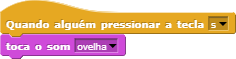 Quando alguém pressionar a tecla s
toca o som ovelha